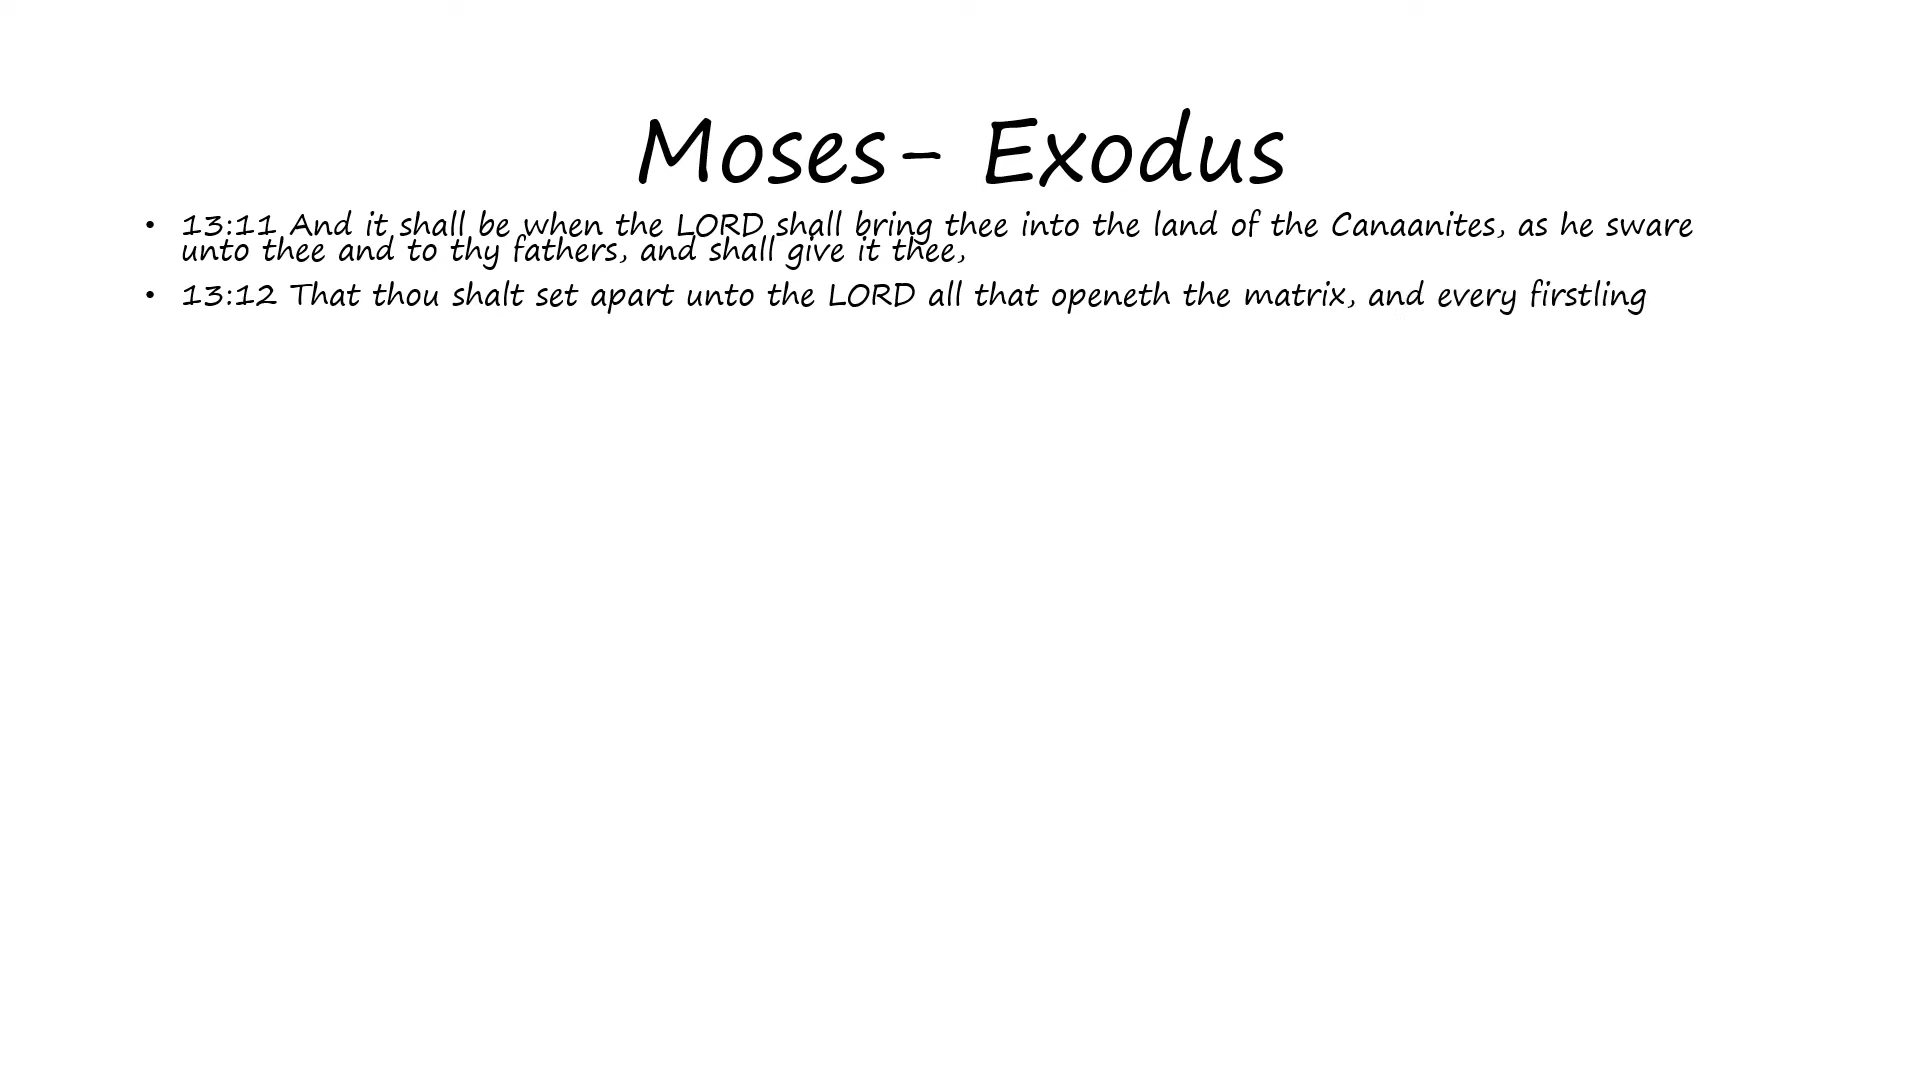 Moses- Exodus
• 13:11 And it shall be when the LORD shall bring thee into the land of the Canaanites, as he sware
unto thee and to thy fathers, and shall give it thee,
• 13:12 That thou shalt set apart unto the LORD all that openeth the matrix, and every firstling